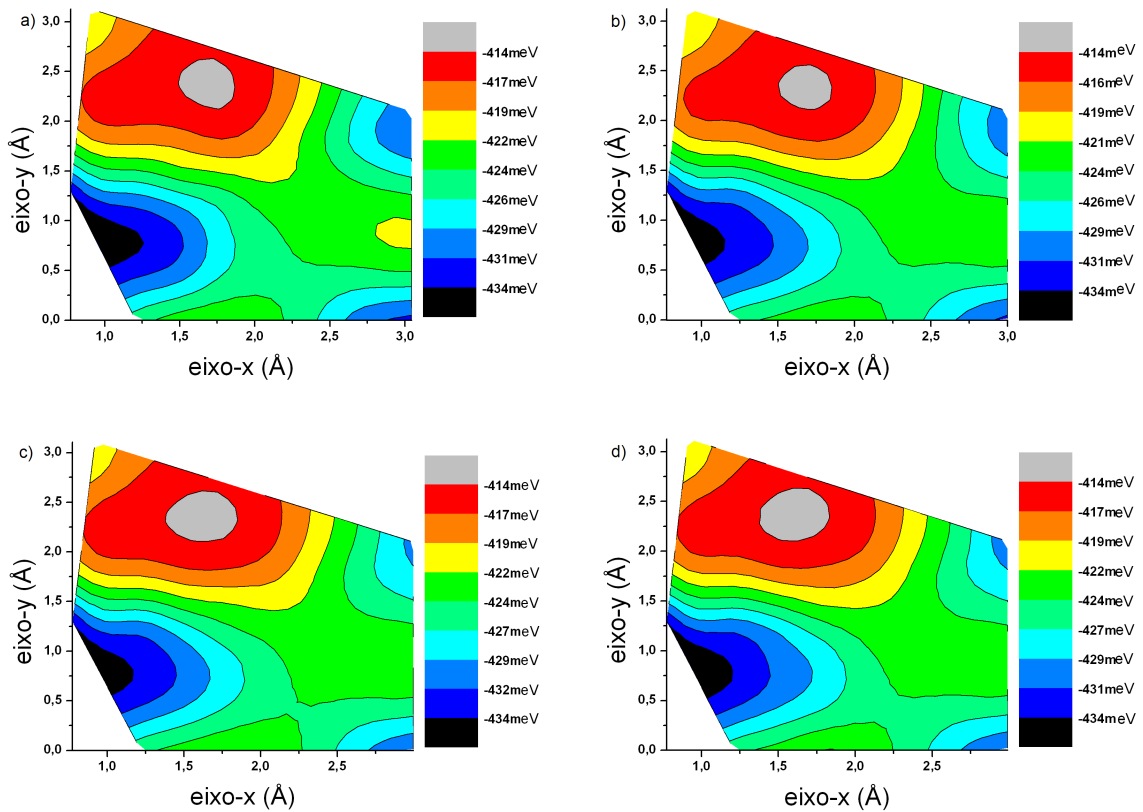 a)
eixo-y (Å)
3,0
2,5
2,0
1,5
1,0
0,5
0,0
1,0
1,5
2,0
2,5
3,0
eixo-x (Å)
-414meV
-417meV
-419meV
-422meV
-424meV
-426meV
-429meV
-431meV
-434meV
b)
eixo-y (Å)
3,0
2,5
2,0
1,5
1,0
0,5
0,0
1,0
1,5
2,0
2,5
3,0
eixo-x (Å)
-414meV
-416meV
-419meV
-421meV
-424meV
-426meV
-429meV
-431meV
-434meV
c)
eixo-y (Å)
3,0
2,5
2,0
1,5
1,0
0,5
0,0
1,0
1,5
2,0
2,5
eixo-x (Å)
-414meV
-417meV
-419meV
-422meV
-424meV
-427meV
-429meV
-432meV
-434meV
d)
eixo-y (Å)
3,0
2,5
2,0
1,5
1,0
0,5
0,0
1,0
1,5
2,0
2,5
eixo-x (Å)
-414meV
-417meV
-419meV
-422meV
-424meV
-427meV
-429meV
-431meV
-434meV